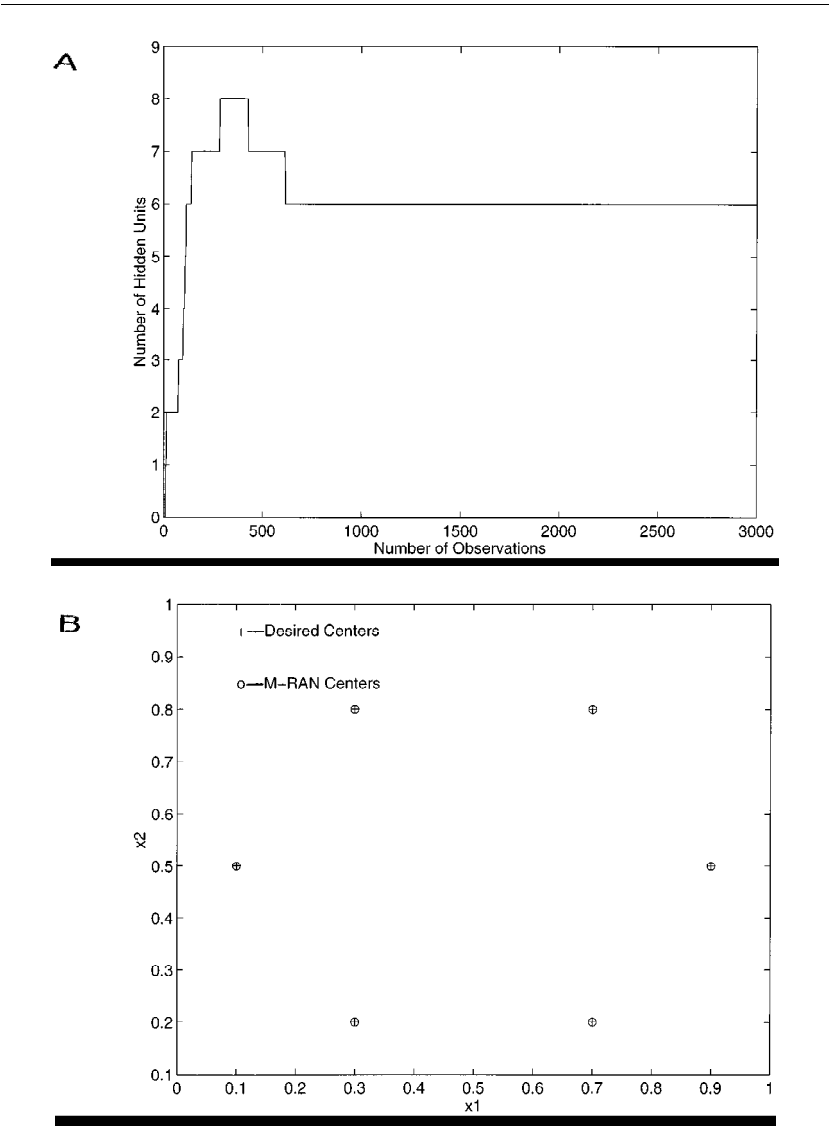 A
9
8
7
6
5
4
3
2
1
0
Number of Hidden Units
0 500 1000 1500 2000 2500 3000
Number of Observations
B
1
0.9
0.8
0.7
0.6
0.5
0.4
0.3
0.2
0.1
x2
Desired Centers
M-RAN Centers
0 0.1 0.2 0.3 0.4 0.5 0.6 0.7 0.8 0.9 1
x1